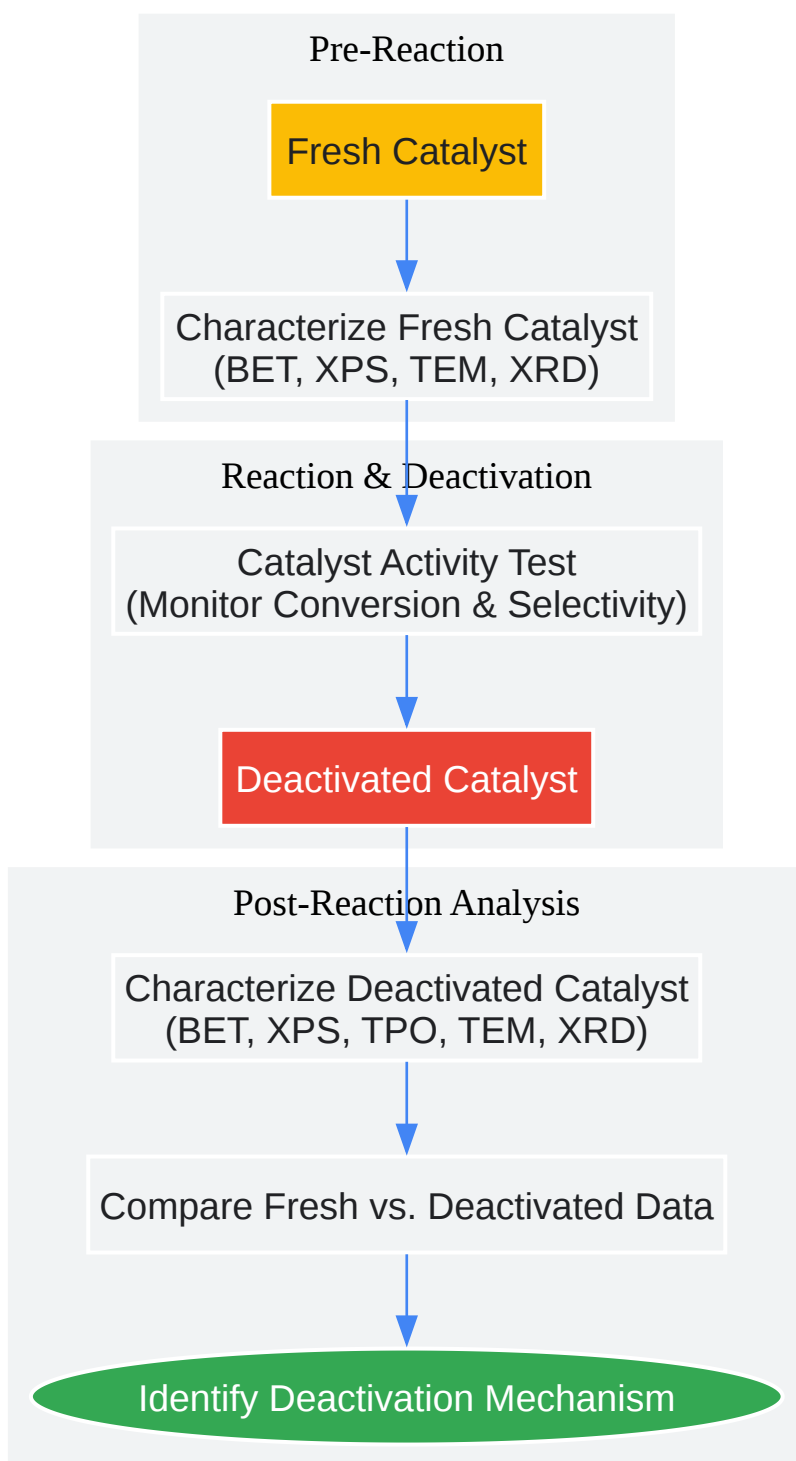 Pre-Reaction
Fresh Catalyst
Characterize Fresh Catalyst
(BET, XPS, TEM, XRD)
Reaction & Deactivation
Catalyst Activity Test
(Monitor Conversion & Selectivity)
Deactivated Catalyst
Post-Reaction Analysis
Characterize Deactivated Catalyst
(BET, XPS, TPO, TEM, XRD)
Compare Fresh vs. Deactivated Data
Identify Deactivation Mechanism